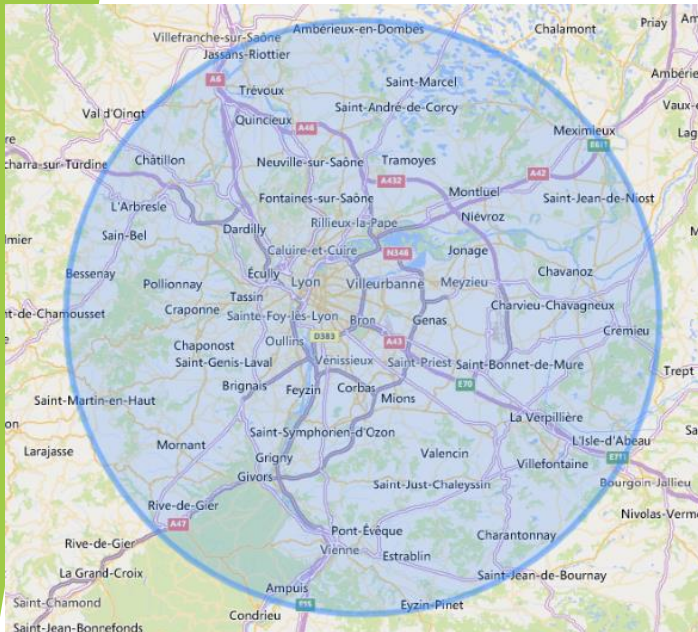 Ambérieux-en-Dombes
Chalamont
Priay
Villefranche-sur-Saône
Jassans-Riottier
A6
Saint-Marcel
Ambérie
Trévoux
Saint-André-de-Corcy
Vaux-e
Val d'Oingt
Quincieux
A46
Meximieux
Lag
E611
charra-sur-Turdine
Châtillon
Neuville-sur-Saône
Tramoyes
A432
A42
Montluel
L'Arbresle
Fontaines-sur-Saône
Saint-Jean-de-Niost
Rillieux-la-Pape
Niévroz
Sain-Bel
Dardilly
lmier
Caluire-et-Cuire
N346
Jonage
Bessenay
Écully
Chavanoz
Pollionnay
Lyon
Villeurbanne
Meyzieu
Tassin
Craponne
Charvieu-Chavagneux
nt-de-Chamousset
Sainte-Foy-lès-Lyon
Bron
Genas
Crémieu
D383
Chaponost
Oullins
A43
Saint-Genis-Laval
Vénissieux
Saint-Priest
Saint-Bonnet-de-Mure
Trept
Brignais
Feyzin
Corbas
E70
Saint-Martin-en-Haut
Mions
La Verpillière
Saint-Symphorien-d'Ozon
Sa
Mornant
L'Isle-d'Abeau
Larajasse
Valencin
E711
Grigny
Villefontaine
Givors
Saint-Just-Chaleyssin
Bourgoin-Jallieu
Rive-de-Gier
Nivolas-Verme
A47
Pont-Évêque
Charantonnay
Rive-de-Gier
Vienne
Estrablin
La Grand-Croix
Saint-Jean-de-Bournay
Ampuis
Saint-Chamond
E15
Eyzin-Pinet
Condrieu
Saint-Jean-Bonnefonds